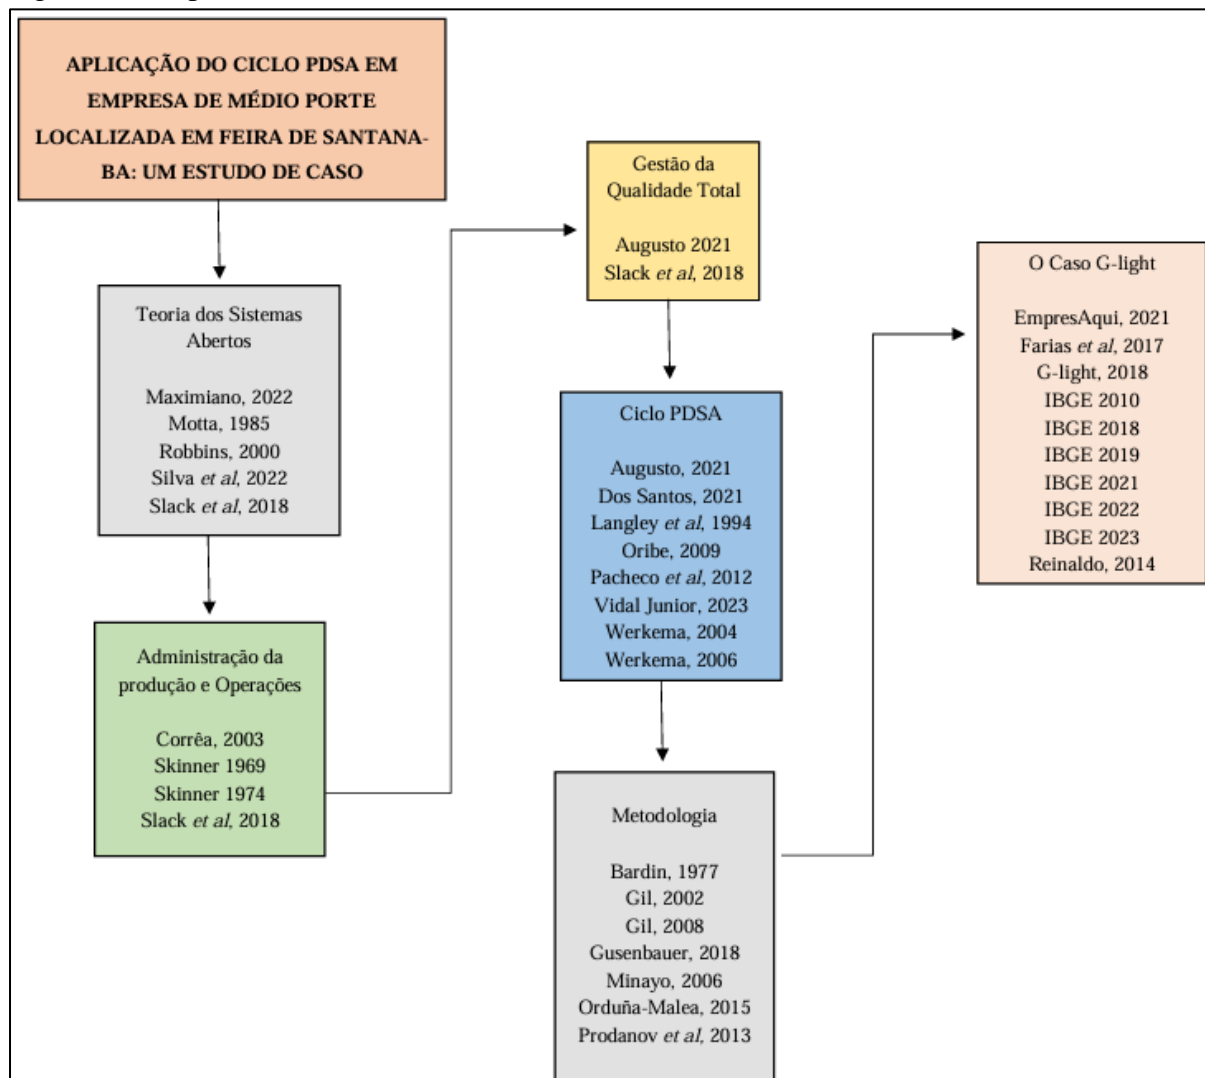 APLICAÇÃO DO CICLO PDSA EM
EMPRESA DE MÉDIO PORTE
LOCALIZADA EM FEIRA DE SANTANA-
BA: UM ESTUDO DE CASO
Teoria dos Sistemas
Abertos
Maximiano, 2022
Motta, 1985
Robbins, 2000
Silva et al, 2022
Slack et al, 2018
Administração da
produção e Operações
Corrêa, 2003
Skinner 1969
Skinner 1974
Slack et al, 2018
Gestão da
Qualidade Total
Augusto 2021
Slack et al, 2018
Ciclo PDSA
Augusto, 2021
Dos Santos, 2021
Langley et al, 1994
Oribe, 2009
Pacheco et al, 2012
Vidal Junior, 2023
Werkema, 2004
Werkema, 2006
Metodologia
Bardin, 1977
Gil, 2002
Gil, 2008
Gusenbauer, 2018
Minayo, 2006
Orduña-Malea, 2015
Prodanov et al, 2013
O Caso G-light
EmpresAqui, 2021
Farias et al, 2017
G-light, 2018
IBGE 2010
IBGE 2018
IBGE 2019
IBGE 2021
IBGE 2022
IBGE 2023
Reinaldo, 2014